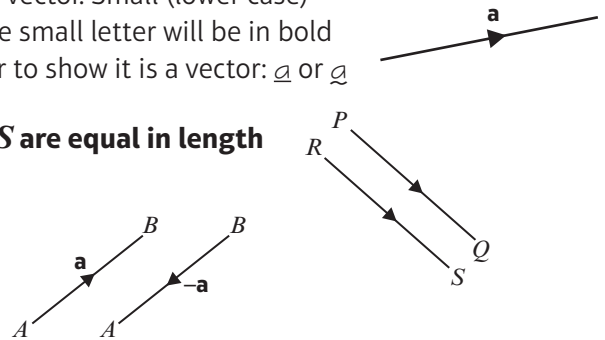 vector. Small (lower case)
e small letter will be in bold
r to show it is a vector: a or a
a
S are equal in length
P
R
Q
S
B
B
a
–a
A
A